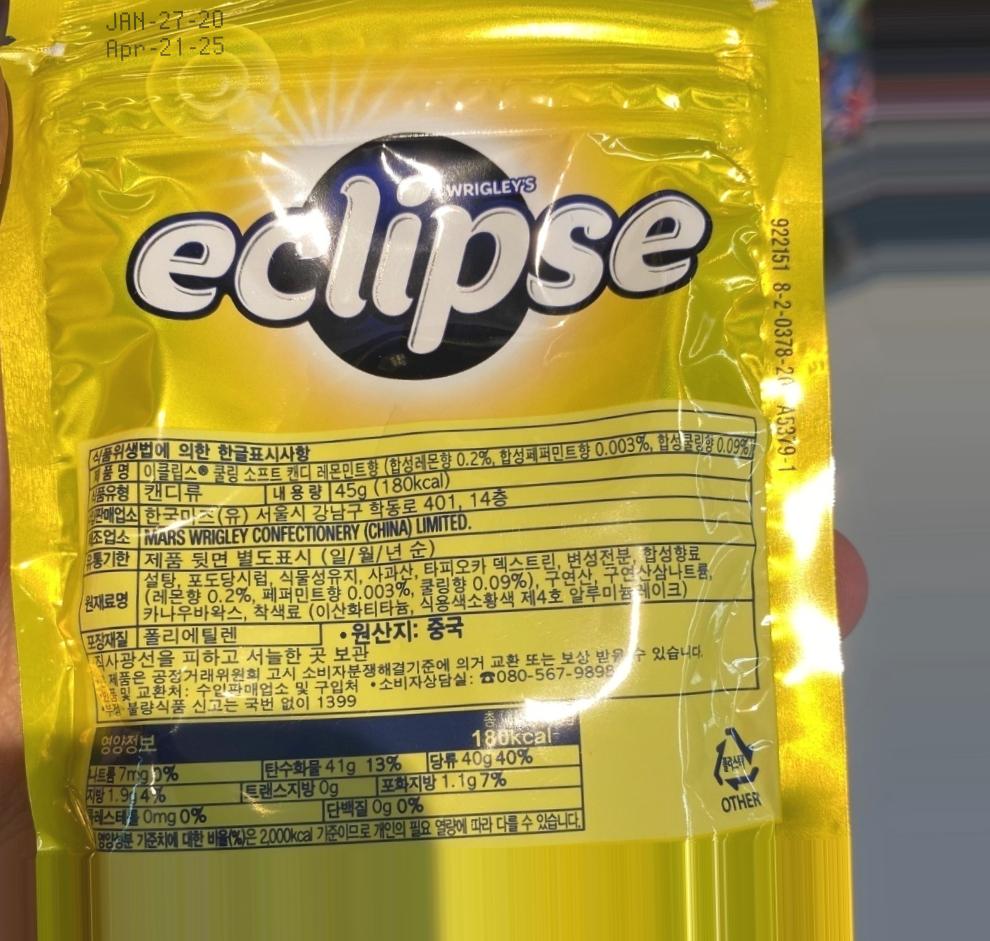 JAN-27-20
Apr-21-25
WRIGLEY'S
eclipse
922151 8-2-0378-20 A5379-1
식품위생법에 의한 한글표시사항
제 품 명 이클립스® 쿨링 소프트 캔디 레몬민트향 (합성레몬향 0.2%, 합성페퍼민트향 0.003%, 합성쿨링향 0.09%)
식품유형 캔디류 내 용 량 45g (180kcal)
한국마즈(유) 서울시 강남구 학동로 401, 14층
제조업소 MARS WRIGLEY CONFECTIONERY (CHINA) LIMITED.
유통기한 제품 뒷면 별도표시 (일/월/년 순)
원재료명 설탕, 포도당시럽, 식물성유지, 사과산, 타피오카 덱스트린, 변성전분, 합성향료
(레몬향 0.2%, 페퍼민트향 0.003%, 쿨링향 0.09%), 구연산, 구연산삼나트륨,
카나우바왁스, 착색료 (이산화티타늄, 식용색소황색 제4호 알루미늄레이크)
포장재질 폴리에틸렌 •원산지: 중국
직사광선을 피하고 서늘한 곳 보관
제품은 공정거래위원회 고시 소비자분쟁해결기준에 의거 교환 또는 보상 받을 수 있습니다.
및 교환처: 수입판매업소 및 구입처 •소비자상담실: ☎080-567-9898
불량식품 신고는 국번 없이 1399
영양정보 180kcal
나트륨 7mg 0% 탄수화물 41g 13% 당류 40g 40%
지방 1.9g 4% 트랜스지방 0g 포화지방 1.1g 7%
콜레스테롤 0mg 0% 단백질 0g 0%
영양성분 기준치에 대한 비율(%)은 2,000kcal 기준이므로 개인의 필요 열량에 따라 다를 수 있습니다.
플라스틱
OTHER